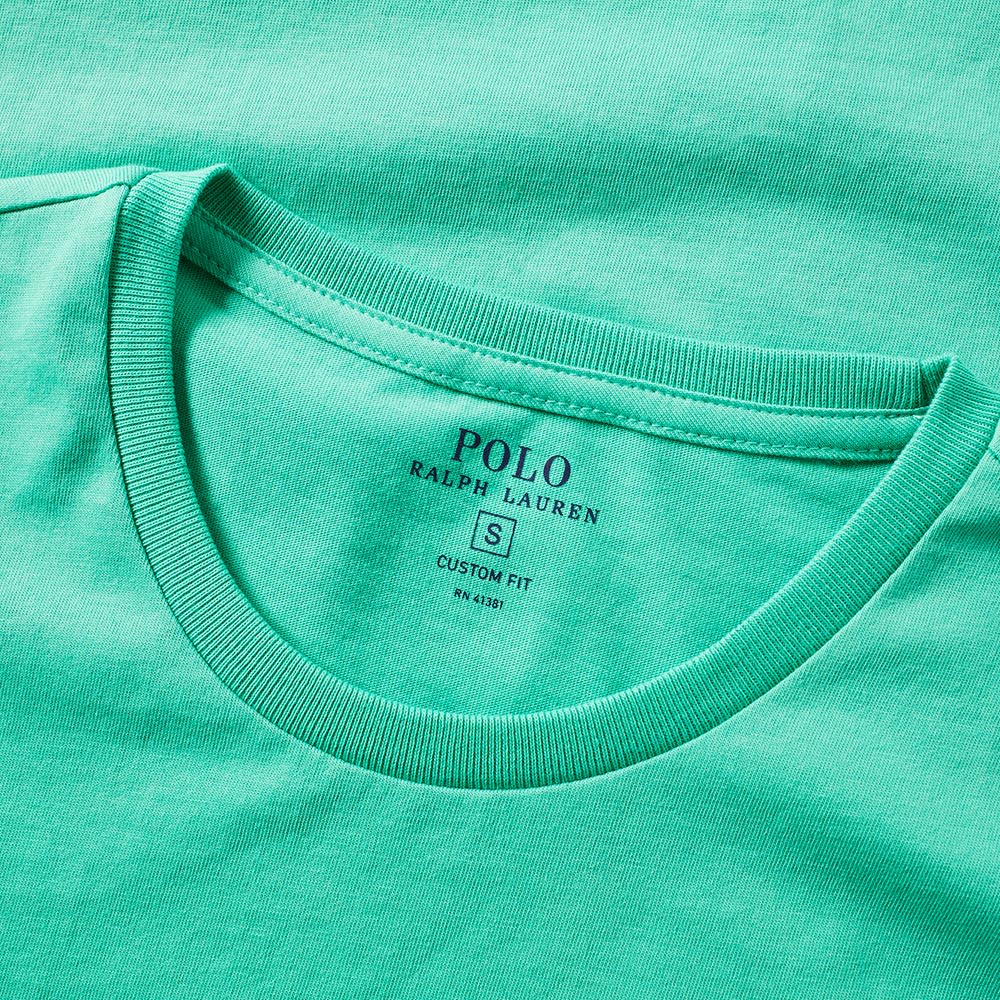 POLO
RALPH LAUREN
S
CUSTOM FIT
RN 41381